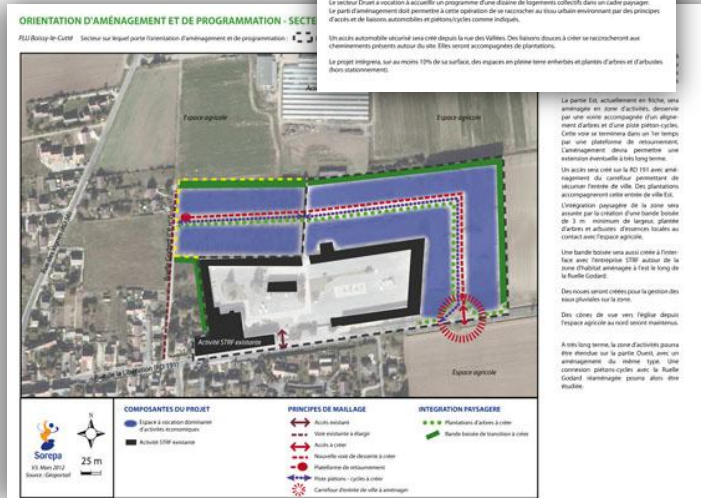 Le secteur Druet a vocation à accueillir un programme d'une dizaine de logements collectifs dans un cadre paysager.
Le parti d'aménagement doit permettre à cette opération de se raccrocher au tissu urbain environnant par des principes
d'accès et de liaisons automobiles et piétons/cycles comme indiqués.
Un accès automobile sécurisé sera créé depuis la rue des Vallées. Des liaisons douces à créer se raccrocheront aux
cheminements présents autour du site. Elles seront accompagnées de plantations.
Le projet intégrera, sur au moins 10% de sa surface, des espaces en pleine terre enherbés et plantés d'arbres et d'arbustes
(hors stationnement).
ORIENTATION D'AMÉNAGEMENT ET DE PROGRAMMATION - SECTE
PLU Boissy-le-Cutté Secteur sur lequel porte l'orientation d'aménagement et de programmation :
Espace agricole
Espace agricole
Ruelle Godard
Activité STRF existante
Rue de la Libération (RD 191)
Espace agricole
La partie Est, actuellement en friche, sera
aménagée en zone d'activités, desservie
par une voirie accompagnée d'un aligne-
ment d'arbres et d'une piste piéton-cycles.
Cette voie se terminera dans un 1er temps
par une plateforme de retournement.
L'aménagement devra permettre une
extension éventuelle à très long terme.
Un accès sera créé sur la RD 191 avec amé-
nagement du carrefour permettant de
sécuriser l'entrée de ville. Des plantations
accompagneront cette entrée de ville Est.
L'intégration paysagère de la zone sera
assurée par la création d'une bande boisée
de 3 m minimum de largeur, plantée
d'arbres et arbustes d'essences locales au
contact avec l'espace agricole.
Une bande boisée sera aussi créée à l'inter-
face avec l'entreprise STRF autour de la
zone d'habitat aménagée à l'est le long de
la Ruelle Godard.
Des noues seront créées pour la gestion des
eaux pluviales sur la zone.
Des cônes de vue vers l'église depuis
l'espace agricole au nord seront maintenus.
A très long terme, la zone d'activités pourra
être étendue sur la partie Ouest, avec un
aménagement du même type. Une
connexion piétons-cycles avec la Ruelle
Godard réaménagée pourra alors être
étudiée.
Sorepa
V3. Mars 2012
Source : Géoportail
N
25 m
COMPOSANTES DU PROJET
Espace à vocation dominante
d'activités économiques
Activité STRF existante
PRINCIPES DE MAILLAGE
Accès existant
Voie existante à élargir
Accès à créer
Nouvelle voie de desserte à créer
Plateforme de retournement
Piste piétons - cycles à créer
Carrefour d'entrée de ville à aménager
INTEGRATION PAYSAGERE
Plantations d'arbres à créer
Bande boisée de transition à créer